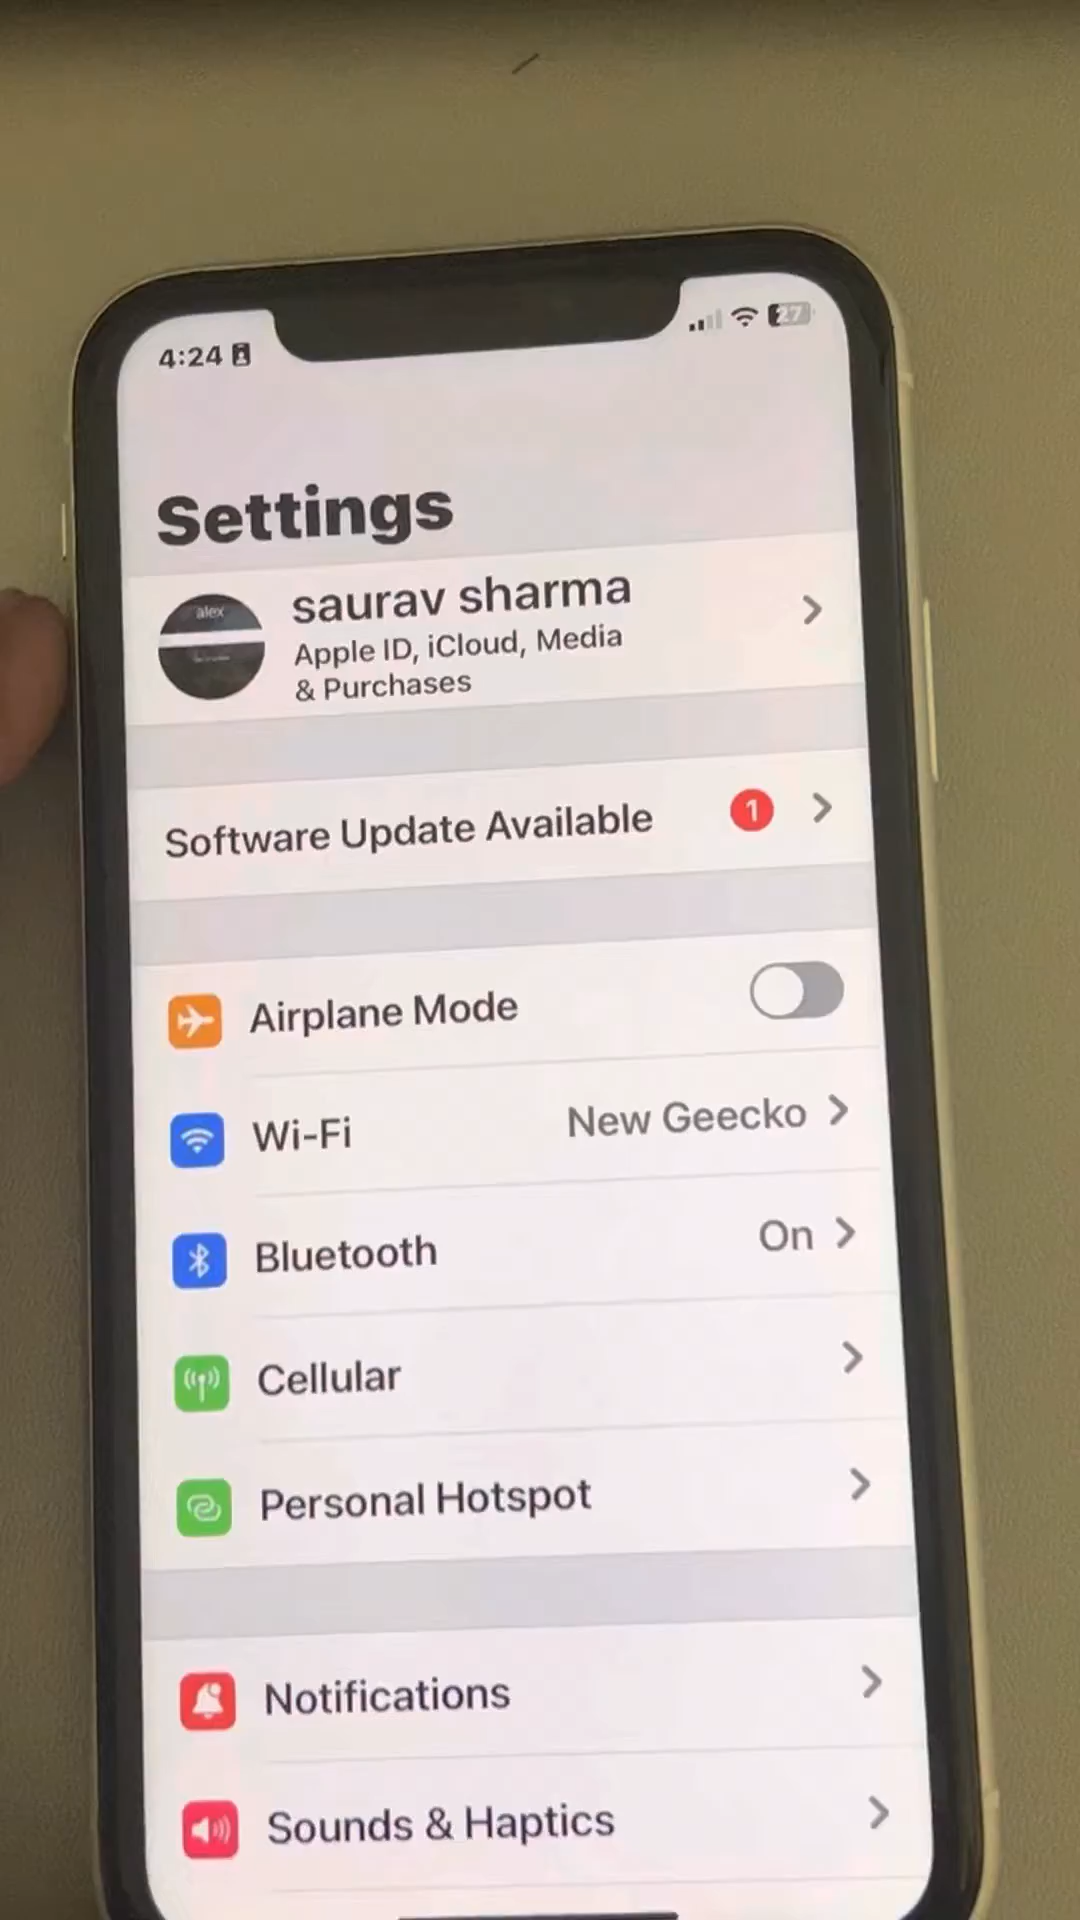 4:24
27
Settings
alex
saurav sharma
Apple ID, iCloud, Media
& Purchases
Software Update Available 1
Airplane Mode
Wi-Fi New Geecko
Bluetooth On
Cellular
Personal Hotspot
Notifications
Sounds & Haptics